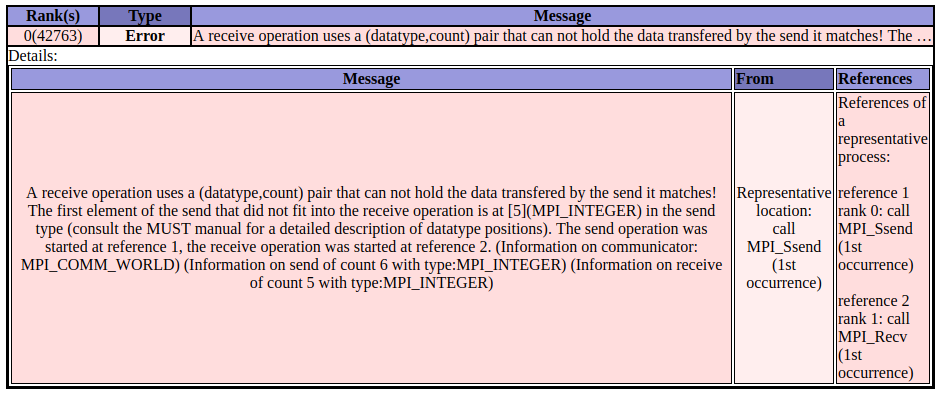 Rank(s) Type Message
0(42763) Error A receive operation uses a (datatype,count) pair that can not hold the data transfered by the send it matches! The …
Details:
Message From References
A receive operation uses a (datatype,count) pair that can not hold the data transfered by the send it matches!
The first element of the send that did not fit into the receive operation is at [5](MPI_INTEGER) in the send
type (consult the MUST manual for a detailed description of datatype positions). The send operation was
started at reference 1, the receive operation was started at reference 2. (Information on communicator:
MPI_COMM_WORLD) (Information on send of count 6 with type:MPI_INTEGER) (Information on receive
of count 5 with type:MPI_INTEGER)
Representative
location:
call
MPI_Ssend
(1st
occurrence)
References of
a
representative
process:
reference 1
rank 0: call
MPI_Ssend
(1st
occurrence)
reference 2
rank 1: call
MPI_Recv
(1st
occurrence)